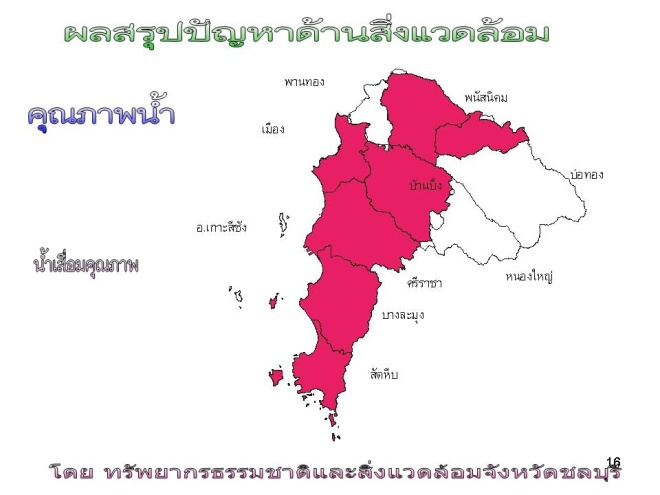 ผลสรุปปัญหาด้านสิ่งแวดล้อม
คุณภาพน้ำ
พานทอง
พนัสนิคม
เมือง
บ่อทอง
บ้านบึง
อ.เกาะสีชัง
น้ำเสื่อมคุณภาพ
หนองใหญ่
ศรีราชา
บางละมุง
สัตหีบ
16
โดย ทรัพยากรธรรมชาติและสิ่งแวดล้อมจังหวัดชลบุรี